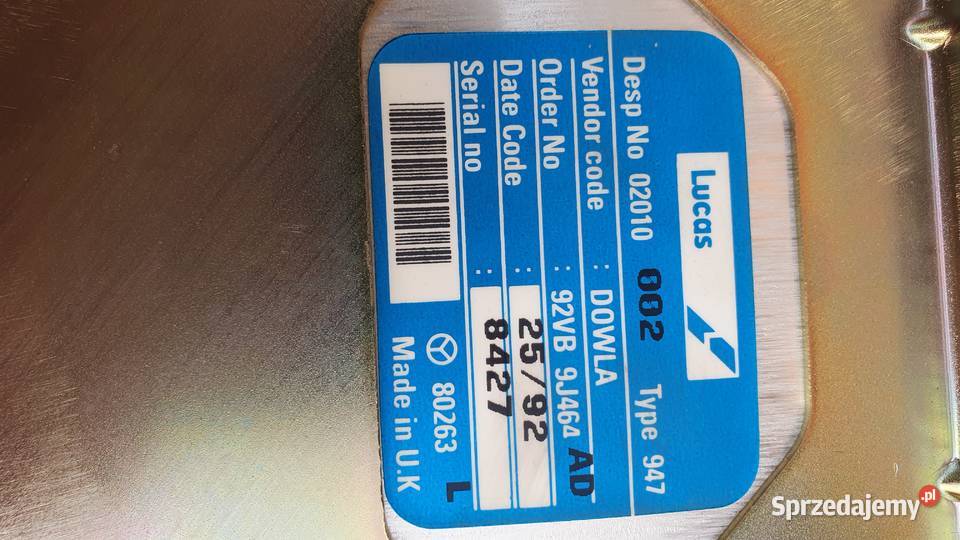 Lucas
Desp No 02010 002 Type 947
Vendor code : DOWLA
Order No : 92VB 9J464 AD
Date Code : 25/92
Serial no : 8427
80263 L
Made in U.K
Sprzedajemy.pl